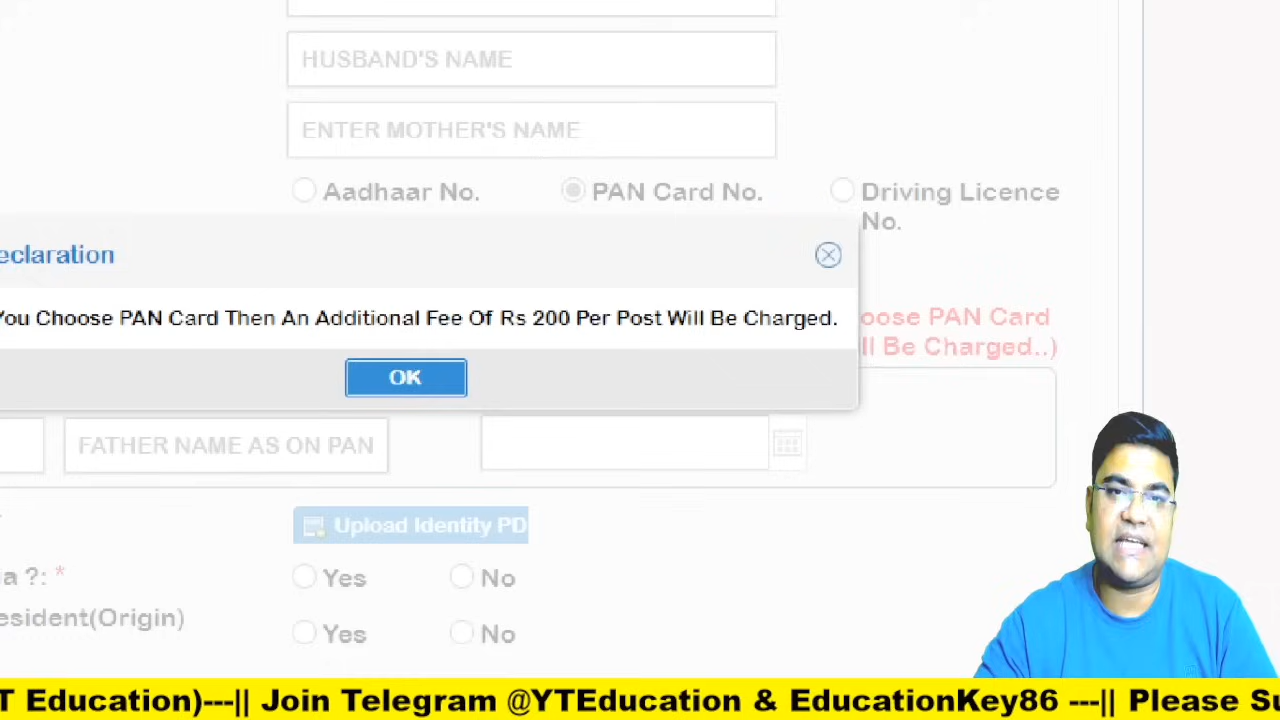 HUSBAND'S NAME
ENTER MOTHER'S NAME
Aadhaar No.
PAN Card No.
Driving Licence
No.
eclaration
You Choose PAN Card Then An Additional Fee Of Rs 200 Per Post Will Be Charged.
oose PAN Card
ll Be Charged..)
OK
FATHER NAME AS ON PAN
Upload Identity PD
a ?: *
Yes
No
esident(Origin)
Yes
No
T Education)---|| Join Telegram @YTEducation & EducationKey86 ---|| Please Su